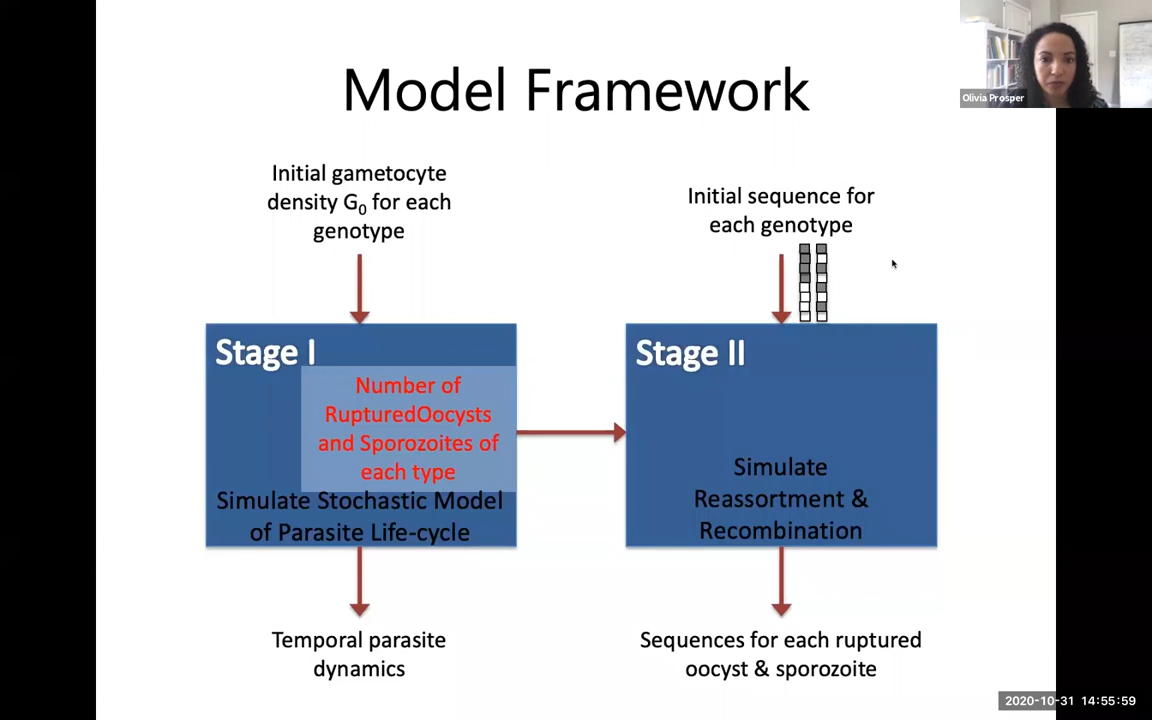 Model Framework
Olivia Prosper
Initial gametocyte
density G₀ for each
genotype
Initial sequence for
each genotype
Stage I
Number of
RupturedOocysts
and Sporozoites of
each type
Simulate Stochastic Model
of Parasite Life-cycle
Stage II
Simulate
Reassortment &
Recombination
Temporal parasite
dynamics
Sequences for each ruptured
oocyst & sporozoite
2020-10-31 14:55:59